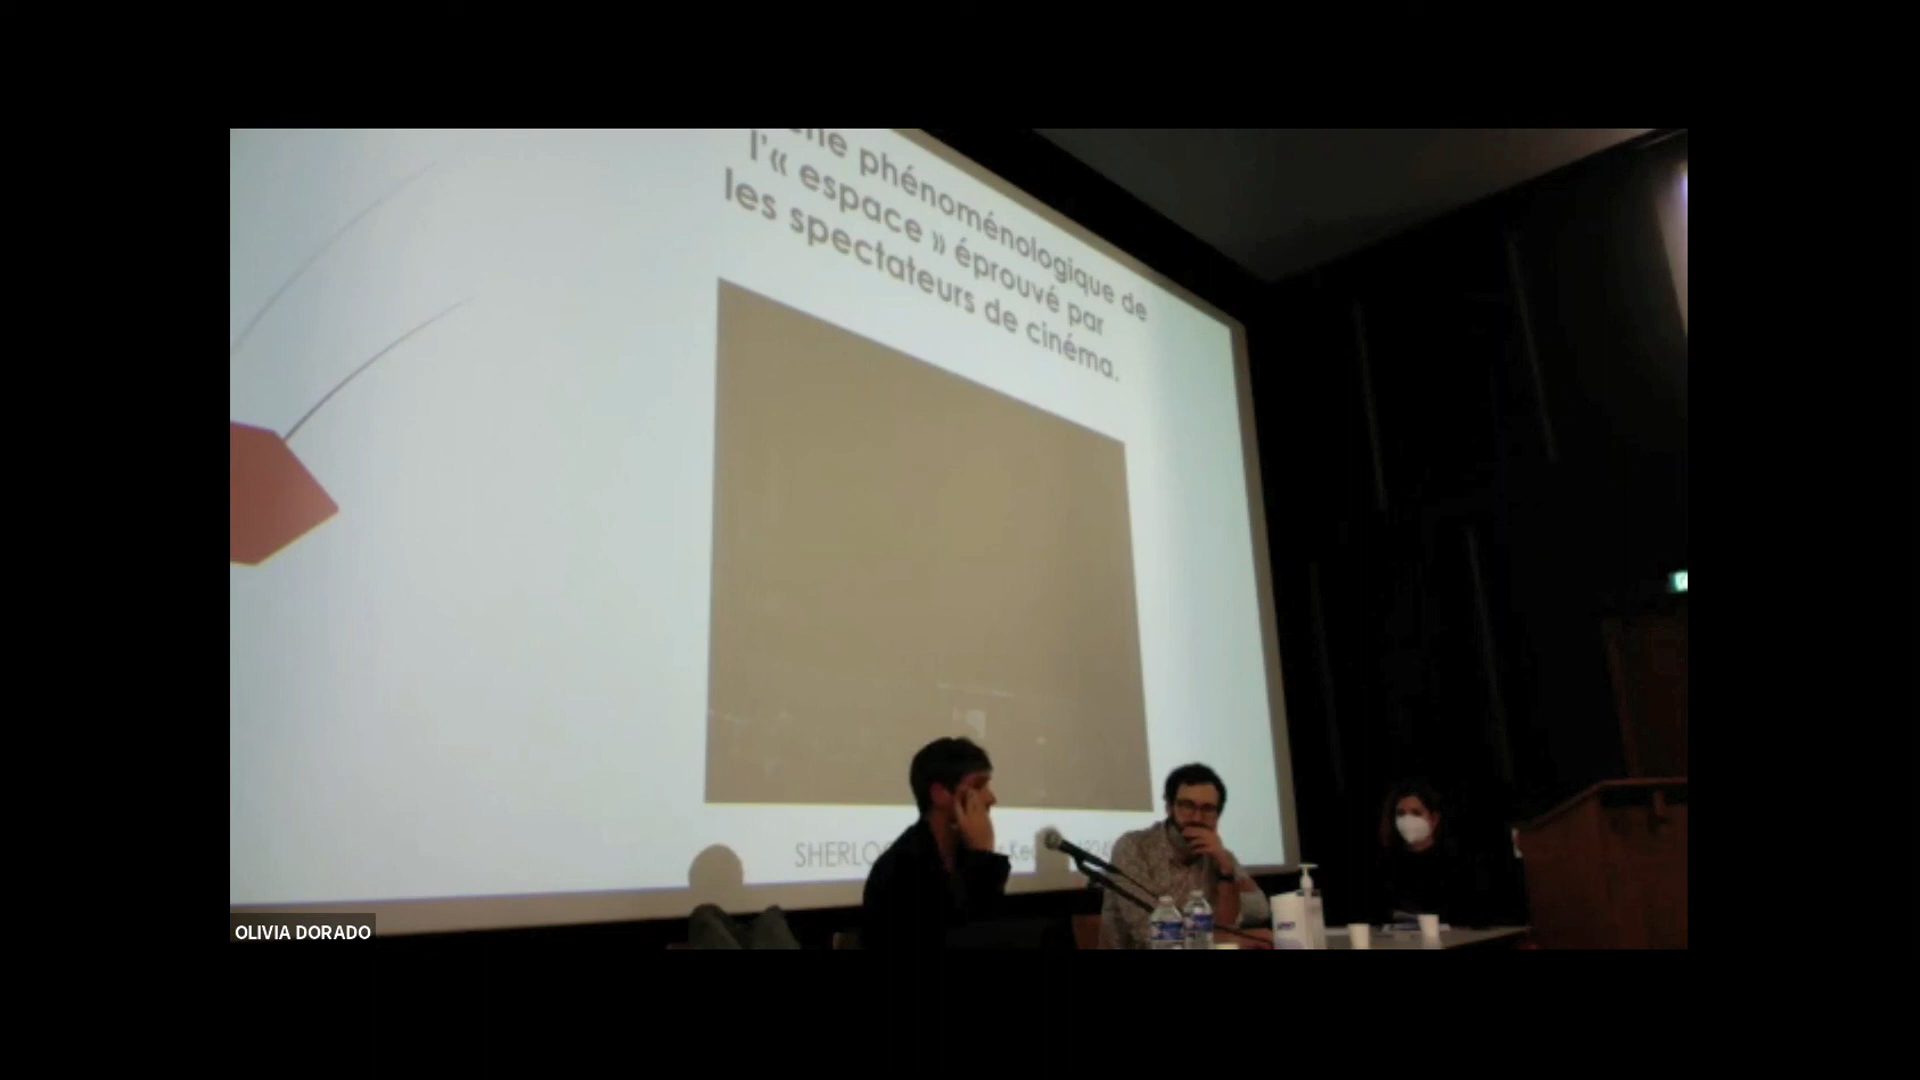 phénoménologique de
l'« espace » éprouvé par
les spectateurs de cinéma.
OLIVIA DORADO